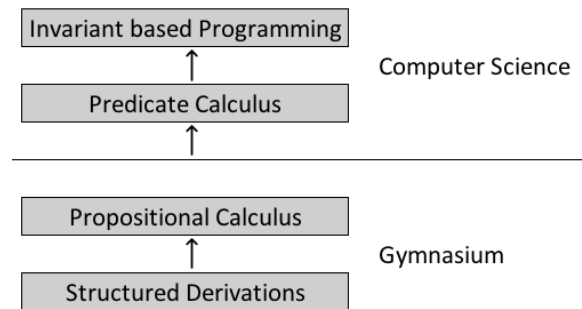 Invariant based Programming
Computer Science
Predicate Calculus
Propositional Calculus
Gymnasium
Structured Derivations